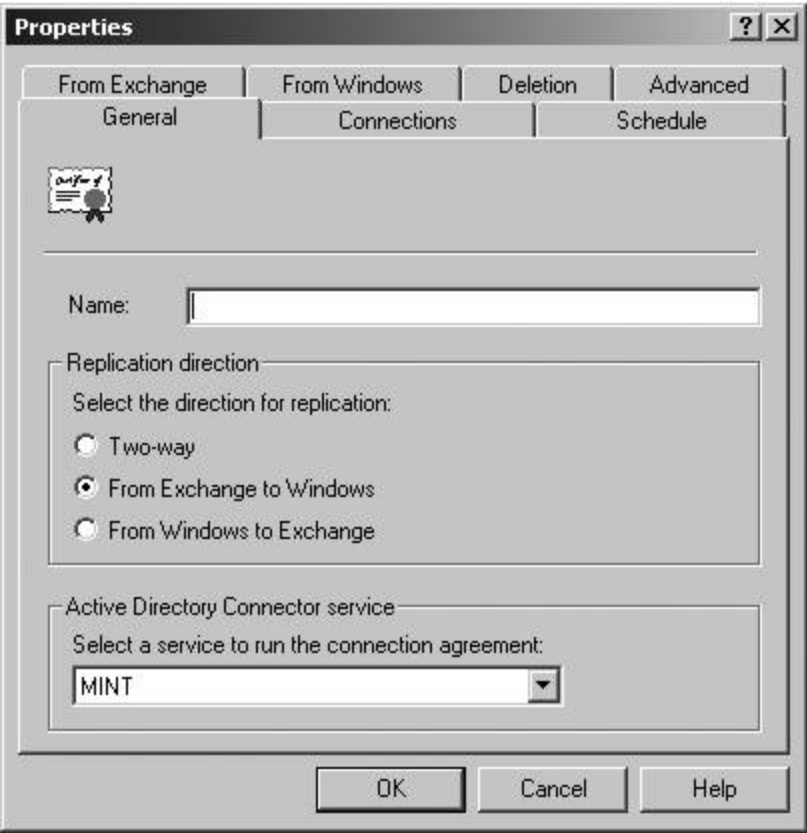 Properties
From Exchange From Windows Deletion Advanced
General Connections Schedule
Name:
Replication direction
Select the direction for replication:
Two-way
From Exchange to Windows
From Windows to Exchange
Active Directory Connector service
Select a service to run the connection agreement:
MINT
OK Cancel Help